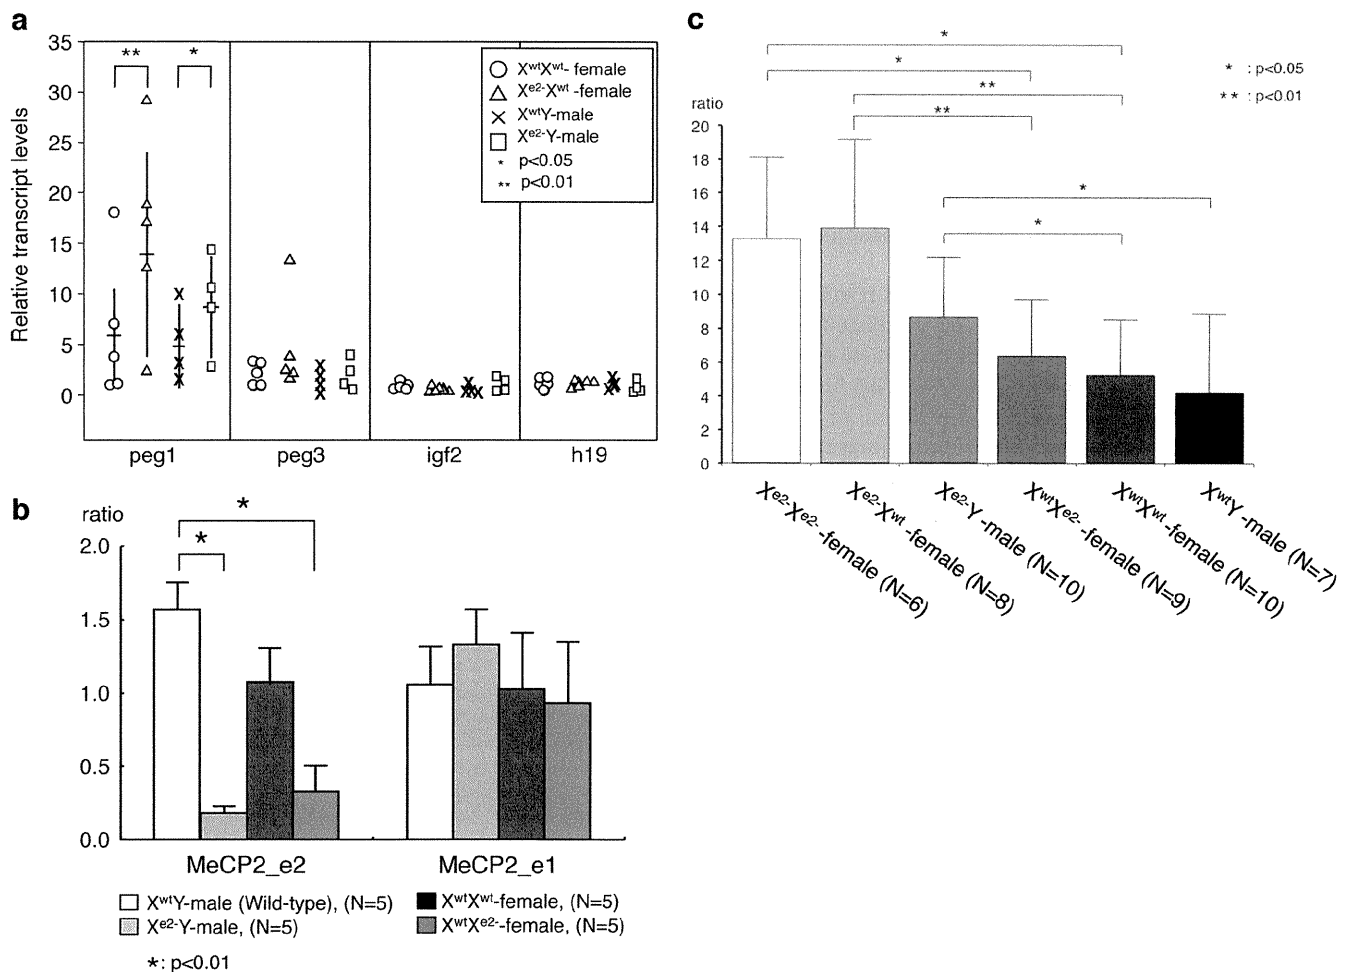 a
35
30
25
20
15
10
5
0
Relative transcript levels
**
*
XwtXwt- female
Xe2-Xwt -female
XwtY-male
Xe2-Y-male
* p<0.05
** p<0.01
peg1
peg3
igf2
h19
b
ratio
2.0
1.5
1.0
0.5
0.0
*
*
MeCP2_e2
MeCP2_e1
XwtY-male (Wild-type), (N=5)
Xe2-Y-male, (N=5)
XwtXwt-female, (N=5)
XwtXe2--female, (N=5)
*: p<0.01
c
* : p<0.05
** : p<0.01
ratio
20
18
16
14
12
10
8
6
4
2
0
*
*
**
**
*
*
Xe2-Xe2- -female (N=6)
Xe2-Xwt -female (N=8)
Xe2-Y -male (N=10)
XwtXe2- -female (N=9)
XwtXwt -female (N=10)
XwtY -male (N=7)